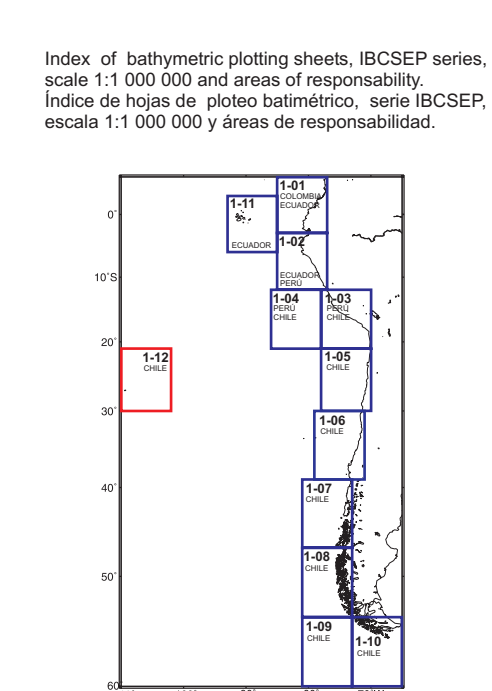 Index of bathymetric plotting sheets, IBCSEP series,
scale 1:1 000 000 and areas of responsability.
Índice de hojas de ploteo batimétrico, serie IBCSEP,
escala 1:1 000 000 y áreas de responsabilidad.
1-01
COLOMBIA
ECUADOR
1-11
ECUADOR
0°
1-02
ECUADOR
PERÚ
10°S
1-04
PERÚ
CHILE
1-03
PERÚ
CHILE
20°
1-12
CHILE
1-05
CHILE
30°
1-06
CHILE
40°
1-07
CHILE
1-08
CHILE
50°
1-09
CHILE
1-10
CHILE
60